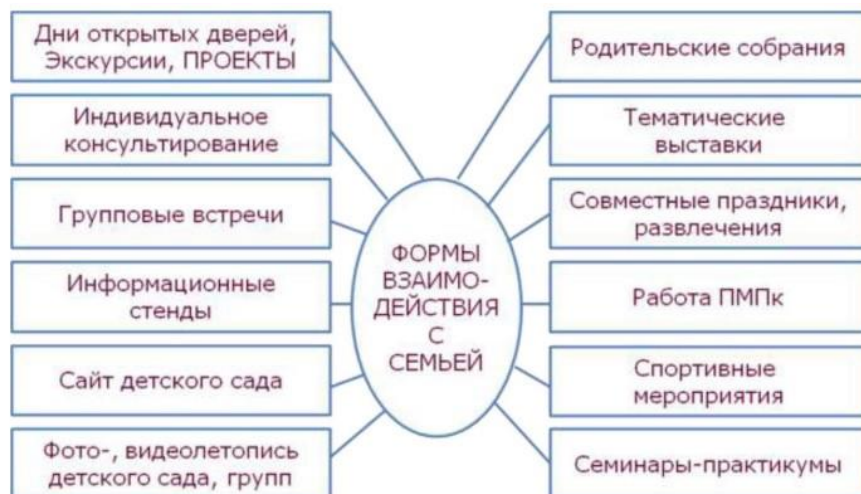 Дни открытых дверей,
Экскурсии, ПРОЕКТЫ
Индивидуальное
консультирование
Групповые встречи
Информационные
стенды
Сайт детского сада
Фото-, видеолетопись
детского сада, групп
ФОРМЫ
ВЗАИМО-
ДЕЙСТВИЯ
С
СЕМЬЕЙ
Родительские собрания
Тематические
выставки
Совместные праздники,
развлечения
Работа ПМПк
Спортивные
мероприятия
Семинары-практикумы